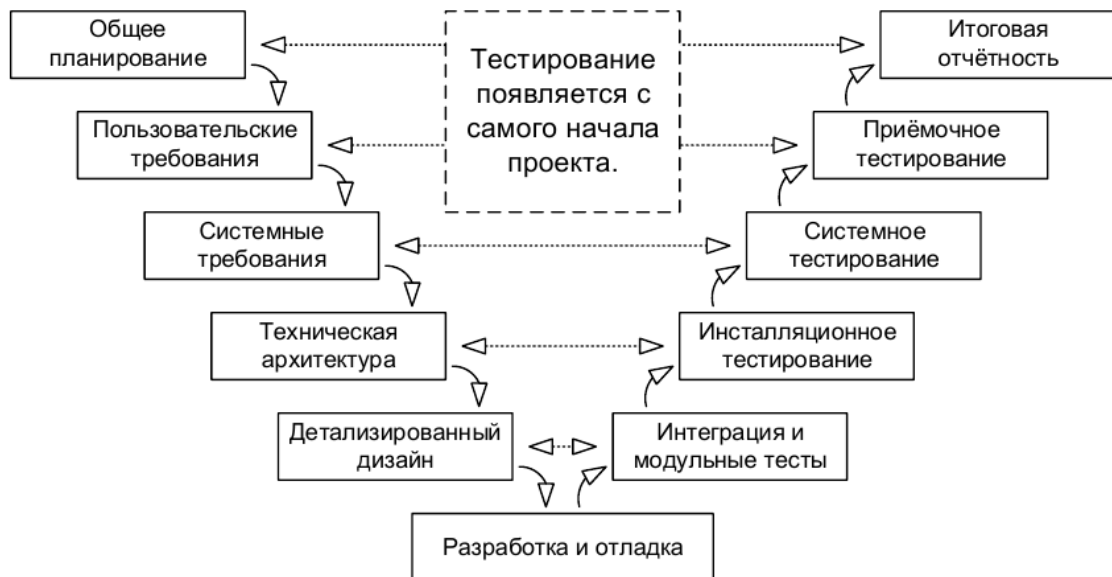 Общее
планирование
Тестирование
появляется с
самого начала
проекта.
Итоговая
отчётность
Пользовательские
требования
Приёмочное
тестирование
Системные
требования
Системное
тестирование
Техническая
архитектура
Инсталляционное
тестирование
Детализированный
дизайн
Интеграция и
модульные тесты
Разработка и отладка